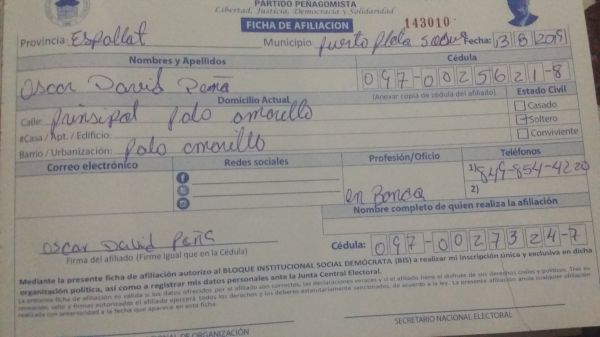 PARTIDO PEÑAGOMISTA
Libertad, Justicia, Democracia y Solidaridad
FICHA DE AFILIACION 143010
Provincia: Espallat Municipio: puerto plata Fecha: 13 8 2019
Nombres y Apellidos Cédula
Oscar David Peña 097-0025621-8
Domicilio Actual (Anexar copia de cédula del afiliado) Estado Civil
Calle: Prinsipal palo amarillo Casado
#Casa / Apt. / Edificio: Soltero
Barrio / Urbanización: Palo amarillo Conviviente
Correo electrónico Redes sociales Profesión/Oficio Teléfonos
1) 849-854-4220
en Banca 2)
Nombre completo de quien realiza la afiliación
Oscar David Peña Cédula: 097-0027324-7
Firma del afiliado (Firme igual que en la Cédula)
Mediante la presente ficha de afiliación autorizo al BLOQUE INSTITUCIONAL SOCIAL DEMÓCRATA (BIS) a realizar mi inscripción única y exclusiva en dicha
organización política, así como a registrar mis datos personales ante la Junta Central Electoral.
DE ORGANIZACIÓN SECRETARIO NACIONAL ELECTORAL